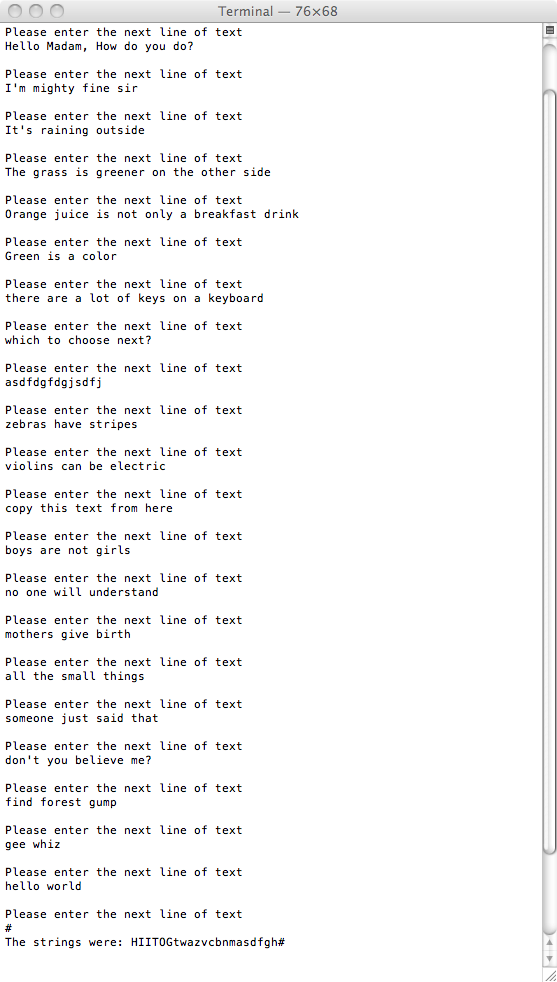 Terminal — 76×68
Please enter the next line of text
Hello Madam, How do you do?
Please enter the next line of text
I'm mighty fine sir
Please enter the next line of text
It's raining outside
Please enter the next line of text
The grass is greener on the other side
Please enter the next line of text
Orange juice is not only a breakfast drink
Please enter the next line of text
Green is a color
Please enter the next line of text
there are a lot of keys on a keyboard
Please enter the next line of text
which to choose next?
Please enter the next line of text
asdfdgfdgjsdfj
Please enter the next line of text
zebras have stripes
Please enter the next line of text
violins can be electric
Please enter the next line of text
copy this text from here
Please enter the next line of text
boys are not girls
Please enter the next line of text
no one will understand
Please enter the next line of text
mothers give birth
Please enter the next line of text
all the small things
Please enter the next line of text
someone just said that
Please enter the next line of text
don't you believe me?
Please enter the next line of text
find forest gump
Please enter the next line of text
gee whiz
Please enter the next line of text
hello world
Please enter the next line of text
#
The strings were: HIITOGtwazvcbnmasdfgh#